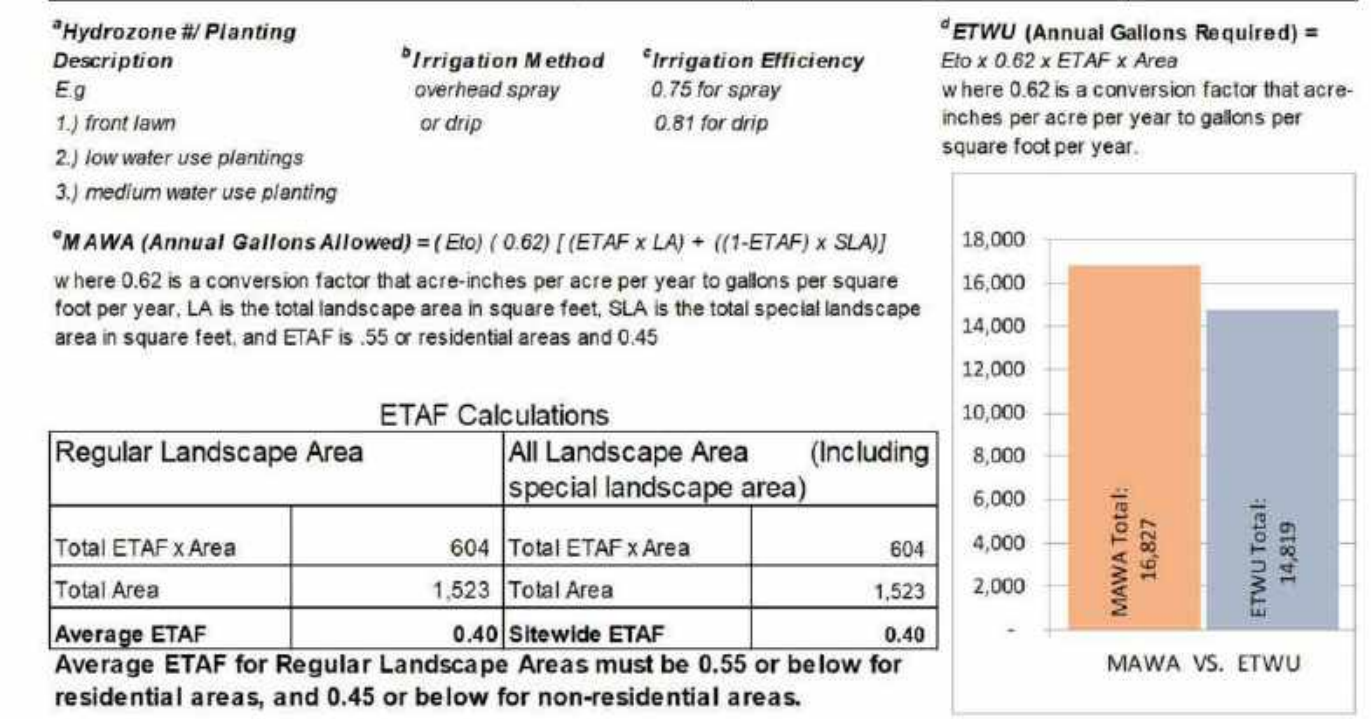 ᵃHydrozone #/ Planting
Description
E.g
1.) front lawn
2.) low water use plantings
3.) medium water use planting
ᵇIrrigation Method
overhead spray
or drip
ᶜIrrigation Efficiency
0.75 for spray
0.81 for drip
ᵈETWU (Annual Gallons Required) =
Eto x 0.62 x ETAF x Area
where 0.62 is a conversion factor that acre-
inches per acre per year to gallons per
square foot per year.
ᵉMAWA (Annual Gallons Allowed) = (Eto) ( 0.62) [ (ETAF x LA) + ((1-ETAF) x SLA)]
where 0.62 is a conversion factor that acre-inches per acre per year to gallons per square
foot per year, LA is the total landscape area in square feet, SLA is the total special landscape
area in square feet, and ETAF is .55 or residential areas and 0.45
ETAF Calculations
Regular Landscape Area
All Landscape Area (Including
special landscape area)
Total ETAF x Area 604 Total ETAF x Area 604
Total Area 1,523 Total Area 1,523
Average ETAF 0.40 Sitewide ETAF 0.40
Average ETAF for Regular Landscape Areas must be 0.55 or below for
residential areas, and 0.45 or below for non-residential areas.
18,000
16,000
14,000
12,000
10,000
8,000
6,000
4,000
2,000
-
MAWA Total:
16,827
ETWU Total:
14,819
MAWA VS. ETWU